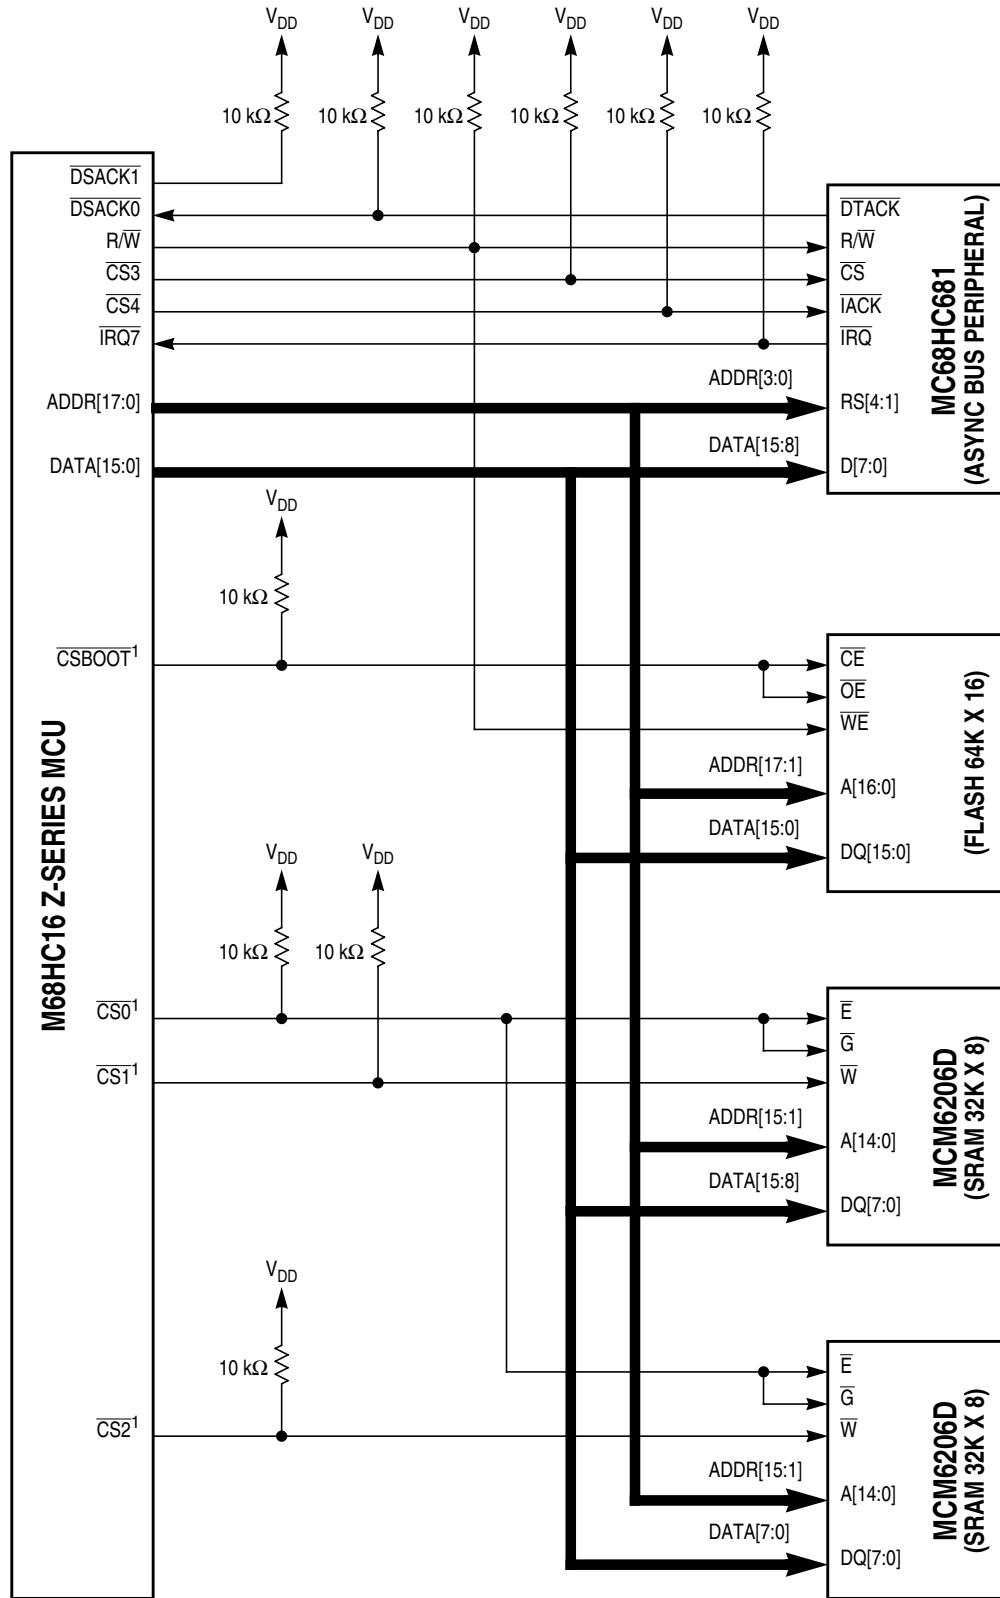 VDD VDD VDD VDD VDD VDD
10 kΩ 10 kΩ 10 kΩ 10 kΩ 10 kΩ 10 kΩ
M68HC16 Z-SERIES MCU
DSACK1
DSACK0
R/W
CS3
CS4
IRQ7
ADDR[17:0]
DATA[15:0]
ADDR[3:0]
DATA[15:8]
DTACK
R/W
CS
IACK
IRQ
RS[4:1]
D[7:0]
MC68HC681
(ASYNC BUS PERIPHERAL)
VDD
10 kΩ
CSBOOT1
ADDR[17:1]
DATA[15:0]
CE
OE
WE
A[16:0]
DQ[15:0]
(FLASH 64K X 16)
VDD VDD
10 kΩ 10 kΩ
CS01
CS11
ADDR[15:1]
DATA[15:8]
E
G
W
A[14:0]
DQ[7:0]
MCM6206D
(SRAM 32K X 8)
VDD
10 kΩ
CS21
ADDR[15:1]
DATA[7:0]
E
G
W
A[14:0]
DQ[7:0]
MCM6206D
(SRAM 32K X 8)